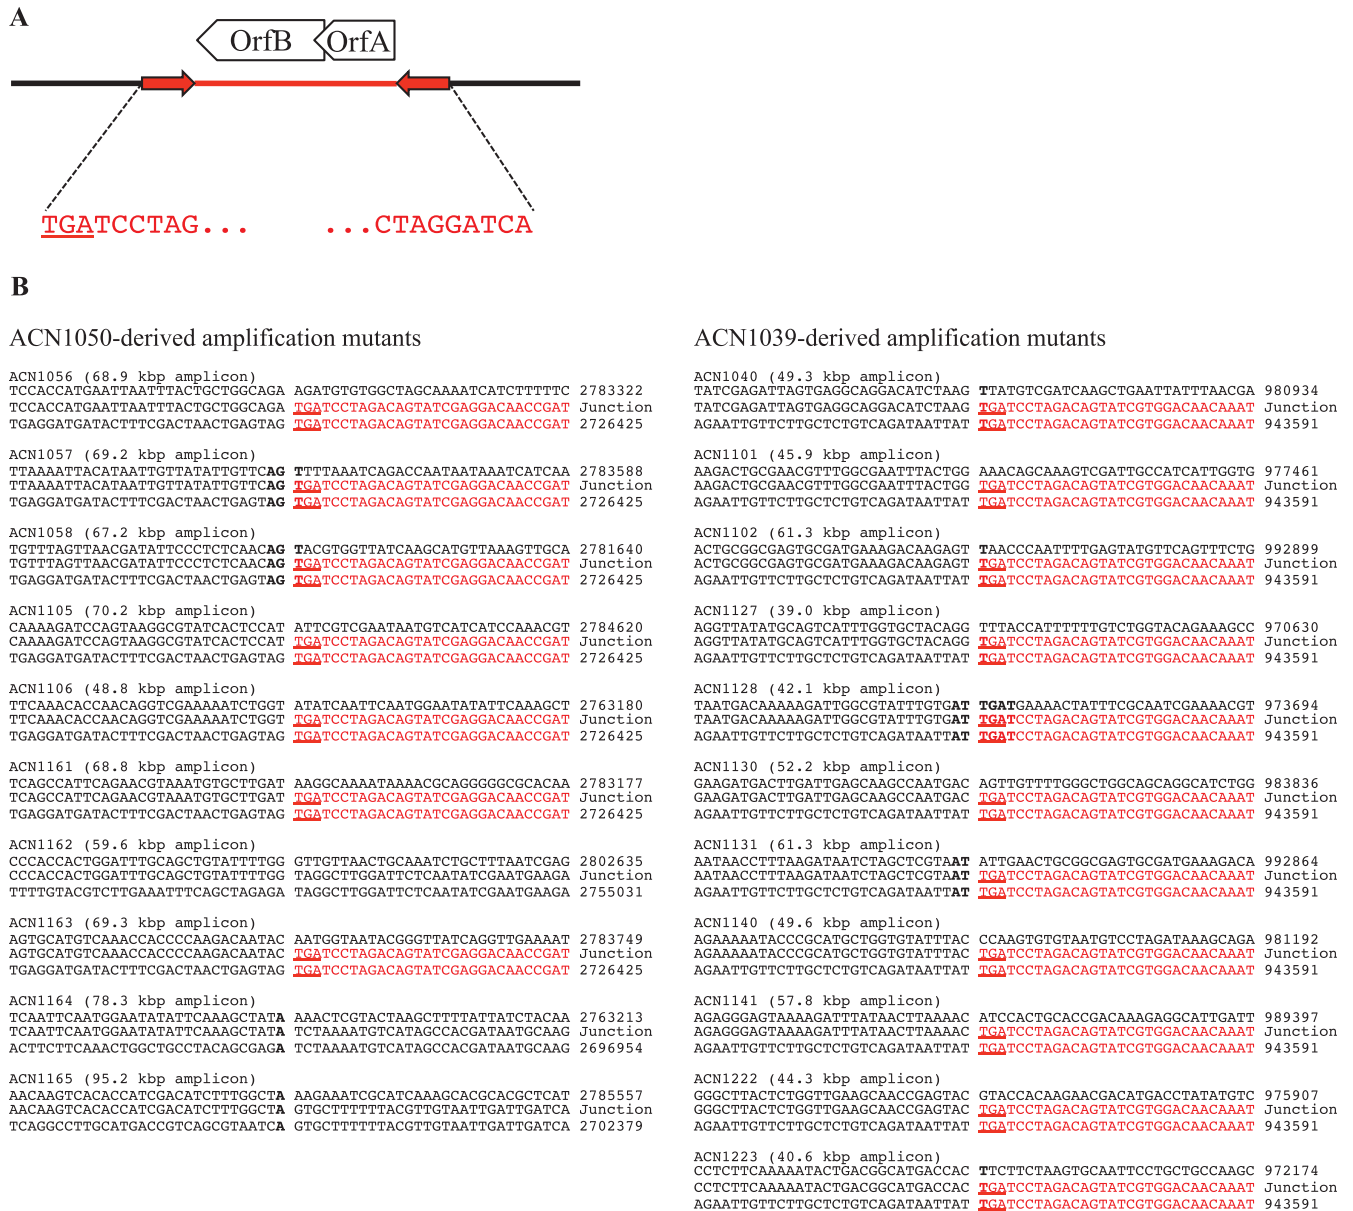 A
OrfB OrfA
TGATCCTAG... ...CTAGGATCA
B
ACN1050-derived amplification mutants
ACN1056 (68.9 kbp amplicon)
TCCACCATGAATTAATTTACTGCTGGCAGA AGATGTGTGGCTAGCAAAATCATCTTTTTC 2783322
TCCACCATGAATTAATTTACTGCTGGCAGA TGATCCTAGACAGTATCGAGGACAACCGAT Junction
TGAGGATGATACTTTCGACTAACTGAGTAG TGATCCTAGACAGTATCGAGGACAACCGAT 2726425
ACN1057 (69.2 kbp amplicon)
TTAAAATTACATAATTGTTATATTGTTCAG TTTTAAATCAGACCAATAATAAATCATCAA 2783588
TTAAAATTACATAATTGTTATATTGTTCAG TGATCCTAGACAGTATCGAGGACAACCGAT Junction
TGAGGATGATACTTTCGACTAACTGAGTAG TGATCCTAGACAGTATCGAGGACAACCGAT 2726425
ACN1058 (67.2 kbp amplicon)
TGTTTAGTTAACGATATTCCCTCTCAACAG TACGTGGTTATCAAGCATGTTAAAGTTGCA 2781640
TGTTTAGTTAACGATATTCCCTCTCAACAG TGATCCTAGACAGTATCGAGGACAACCGAT Junction
TGAGGATGATACTTTCGACTAACTGAGTAG TGATCCTAGACAGTATCGAGGACAACCGAT 2726425
ACN1105 (70.2 kbp amplicon)
CAAAAGATCCAGTAAGGCGTATCACTCCAT ATTCGTCGAATAATGTCATCATCCAAACGT 2784620
CAAAAGATCCAGTAAGGCGTATCACTCCAT TGATCCTAGACAGTATCGAGGACAACCGAT Junction
TGAGGATGATACTTTCGACTAACTGAGTAG TGATCCTAGACAGTATCGAGGACAACCGAT 2726425
ACN1106 (48.8 kbp amplicon)
TTCAAACACCAACAGGTCGAAAAATCTGGT ATATCAATTCAATGGAATATATTCAAAGCT 2763180
TTCAAACACCAACAGGTCGAAAAATCTGGT TGATCCTAGACAGTATCGAGGACAACCGAT Junction
TGAGGATGATACTTTCGACTAACTGAGTAG TGATCCTAGACAGTATCGAGGACAACCGAT 2726425
ACN1161 (68.8 kbp amplicon)
TCAGCCATTCAGAACGTAAATGTGCTTGAT AAGGCAAAATAAAACGCAGGGGGCGCACAA 2783177
TCAGCCATTCAGAACGTAAATGTGCTTGAT TGATCCTAGACAGTATCGAGGACAACCGAT Junction
TGAGGATGATACTTTCGACTAACTGAGTAG TGATCCTAGACAGTATCGAGGACAACCGAT 2726425
ACN1162 (59.6 kbp amplicon)
CCCACCACTGGATTTGCAGCTGTATTTTGG GTTGTTAACTGCAAATCTGCTTTAATCGAG 2802635
CCCACCACTGGATTTGCAGCTGTATTTTGG TAGGCTTGGATTCTCAATATCGAATGAAGA Junction
TTTTGTACGTCTTGAAATTTCAGCTAGAGA TAGGCTTGGATTCTCAATATCGAATGAAGA 2755031
ACN1163 (69.3 kbp amplicon)
AGTGCATGTCAAACCACCCCAAGACAATAC AATGGTAATACGGGTTATCAGGTTGAAAAT 2783749
AGTGCATGTCAAACCACCCCAAGACAATAC TGATCCTAGACAGTATCGAGGACAACCGAT Junction
TGAGGATGATACTTTCGACTAACTGAGTAG TGATCCTAGACAGTATCGAGGACAACCGAT 2726425
ACN1164 (78.3 kbp amplicon)
TCAATTCAATGGAATATATTCAAAGCTATA AAACTCGTACTAAGCTTTTATTATCTACAA 2763213
TCAATTCAATGGAATATATTCAAAGCTATA TCTAAAATGTCATAGCCACGATAATGCAAG Junction
ACTTCTTCAAACTGGCTGCCTACAGCGAGA TCTAAAATGTCATAGCCACGATAATGCAAG 2696954
ACN1165 (95.2 kbp amplicon)
AACAAGTCACACCATCGACATCTTTGGCTA AAGAAATCGCATCAAAGCACGCACGCTCAT 2785557
AACAAGTCACACCATCGACATCTTTGGCTA GTGCTTTTTTACGTTGTAATTGATTGATCA Junction
TCAGGCCTTGCATGACCGTCAGCGTAATCA GTGCTTTTTTACGTTGTAATTGATTGATCA 2702379
ACN1039-derived amplification mutants
ACN1040 (49.3 kbp amplicon)
TATCGAGATTAGTGAGGCAGGACATCTAAG TTATGTCGATCAAGCTGAATTATTTAACGA 980934
TATCGAGATTAGTGAGGCAGGACATCTAAG TGATCCTAGACAGTATCGTGGACAACAAAT Junction
AGAATTGTTCTTGCTCTGTCAGATAATTAT TGATCCTAGACAGTATCGTGGACAACAAAT 943591
ACN1101 (45.9 kbp amplicon)
AAGACTGCGAACGTTTGGCGAATTTACTGG AAACAGCAAAGTCGATTGCCATCATTGGTG 977461
AAGACTGCGAACGTTTGGCGAATTTACTGG TGATCCTAGACAGTATCGTGGACAACAAAT Junction
AGAATTGTTCTTGCTCTGTCAGATAATTAT TGATCCTAGACAGTATCGTGGACAACAAAT 943591
ACN1102 (61.3 kbp amplicon)
ACTGCGGCGAGTGCGATGAAAGACAAGAGT TAACCCAATTTTGAGTATGTTCAGTTTCTG 992899
ACTGCGGCGAGTGCGATGAAAGACAAGAGT TGATCCTAGACAGTATCGTGGACAACAAAT Junction
AGAATTGTTCTTGCTCTGTCAGATAATTAT TGATCCTAGACAGTATCGTGGACAACAAAT 943591
ACN1127 (39.0 kbp amplicon)
AGGTTATATGCAGTCATTTGGTGCTACAGG TTTACCATTTTTTGTCTGGTACAGAAAGCC 970630
AGGTTATATGCAGTCATTTGGTGCTACAGG TGATCCTAGACAGTATCGTGGACAACAAAT Junction
AGAATTGTTCTTGCTCTGTCAGATAATTAT TGATCCTAGACAGTATCGTGGACAACAAAT 943591
ACN1128 (42.1 kbp amplicon)
TAATGACAAAAAGATTGGCGTATTTGTGAT TGATGAAAACTATTTCGCAATCGAAAACGT 973694
TAATGACAAAAAGATTGGCGTATTTGTGAT TGATCCTAGACAGTATCGTGGACAACAAAT Junction
AGAATTGTTCTTGCTCTGTCAGATAATTAT TGATCCTAGACAGTATCGTGGACAACAAAT 943591
ACN1130 (52.2 kbp amplicon)
GAAGATGACTTGATTGAGCAAGCCAATGAC AGTTGTTTTGGGCTGGCAGCAGGCATCTGG 983836
GAAGATGACTTGATTGAGCAAGCCAATGAC TGATCCTAGACAGTATCGTGGACAACAAAT Junction
AGAATTGTTCTTGCTCTGTCAGATAATTAT TGATCCTAGACAGTATCGTGGACAACAAAT 943591
ACN1131 (61.3 kbp amplicon)
AATAACCTTTAAGATAATCTAGCTCGTAAT ATTGAACTGCGGCGAGTGCGATGAAAGACA 992864
AATAACCTTTAAGATAATCTAGCTCGTAAT TGATCCTAGACAGTATCGTGGACAACAAAT Junction
AGAATTGTTCTTGCTCTGTCAGATAATTAT TGATCCTAGACAGTATCGTGGACAACAAAT 943591
ACN1140 (49.6 kbp amplicon)
AGAAAAATACCCGCATGCTGGTGTATTTAC CCAAGTGTGTAATGTCCTAGATAAAGCAGA 981192
AGAAAAATACCCGCATGCTGGTGTATTTAC TGATCCTAGACAGTATCGTGGACAACAAAT Junction
AGAATTGTTCTTGCTCTGTCAGATAATTAT TGATCCTAGACAGTATCGTGGACAACAAAT 943591
ACN1141 (57.8 kbp amplicon)
AGAGGGAGTAAAAGATTTATAACTTAAAAC ATCCACTGCACCGACAAAGAGGCATTGATT 989397
AGAGGGAGTAAAAGATTTATAACTTAAAAC TGATCCTAGACAGTATCGTGGACAACAAAT Junction
AGAATTGTTCTTGCTCTGTCAGATAATTAT TGATCCTAGACAGTATCGTGGACAACAAAT 943591
ACN1222 (44.3 kbp amplicon)
GGGCTTACTCTGGTTGAAGCAACCGAGTAC GTACCACAAGAACGACATGACCTATATGTC 975907
GGGCTTACTCTGGTTGAAGCAACCGAGTAC TGATCCTAGACAGTATCGTGGACAACAAAT Junction
AGAATTGTTCTTGCTCTGTCAGATAATTAT TGATCCTAGACAGTATCGTGGACAACAAAT 943591
ACN1223 (40.6 kbp amplicon)
CCTCTTCAAAAATACTGACGGCATGACCAC TTCTTCTAAGTGCAATTCCTGCTGCCAAGC 972174
CCTCTTCAAAAATACTGACGGCATGACCAC TGATCCTAGACAGTATCGTGGACAACAAAT Junction
AGAATTGTTCTTGCTCTGTCAGATAATTAT TGATCCTAGACAGTATCGTGGACAACAAAT 943591